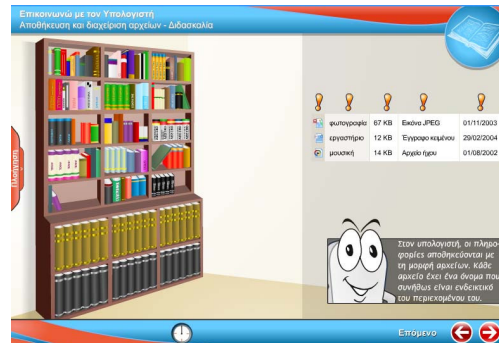 Επικοινωνώ με τον Υπολογιστή
Αποθήκευση και διαχείριση αρχείων - Διδασκαλία
φωτογραφία 67 KB Εικόνα JPEG 01/11/2003
εργαστήριο 12 KB Έγγραφο κειμένου 29/02/2004
μουσική 14 KB Αρχείο ήχου 01/08/2002
Πλοήγηση
Στον υπολογιστή, οι πληρο-
φορίες αποθηκεύονται με
τη μορφή αρχείων. Κάθε
αρχείο έχει ένα όνομα που
συνήθως είναι ενδεικτικό
του περιεχομένου του.
Επόμενο